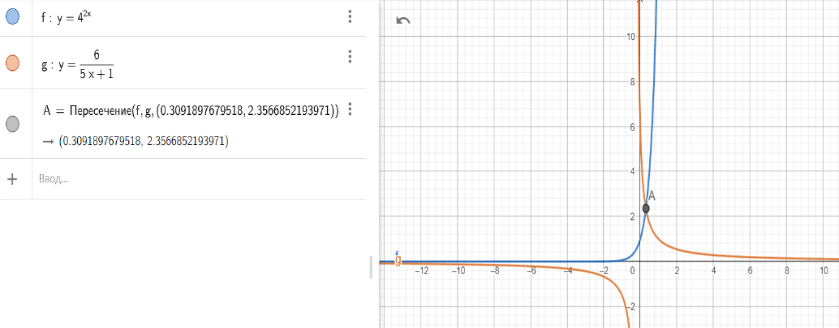 f : y = 4^(2x)
g : y = 6/(5 x + 1)
A = Пересечение(f, g, (0.3091897679518, 2.3566852193971))
→ (0.3091897679518, 2.3566852193971)
+ Ввод...
10
8
6
4
A
2
f
g
−12 −10 −8 −6 −4 −2 0 2 4 6 8 10
−2